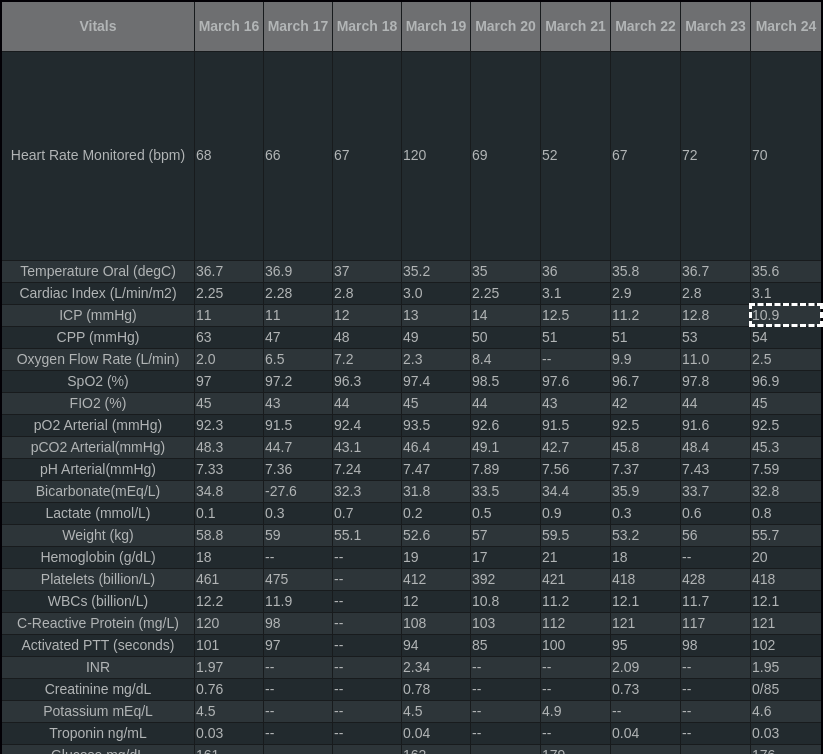 Vitals March 16 March 17 March 18 March 19 March 20 March 21 March 22 March 23 March 24
Heart Rate Monitored (bpm) 68 66 67 120 69 52 67 72 70
Temperature Oral (degC) 36.7 36.9 37 35.2 35 36 35.8 36.7 35.6
Cardiac Index (L/min/m2) 2.25 2.28 2.8 3.0 2.25 3.1 2.9 2.8 3.1
ICP (mmHg) 11 11 12 13 14 12.5 11.2 12.8 10.9
CPP (mmHg) 63 47 48 49 50 51 51 53 54
Oxygen Flow Rate (L/min) 2.0 6.5 7.2 2.3 8.4 -- 9.9 11.0 2.5
SpO2 (%) 97 97.2 96.3 97.4 98.5 97.6 96.7 97.8 96.9
FIO2 (%) 45 43 44 45 44 43 42 44 45
pO2 Arterial (mmHg) 92.3 91.5 92.4 93.5 92.6 91.5 92.5 91.6 92.5
pCO2 Arterial(mmHg) 48.3 44.7 43.1 46.4 49.1 42.7 45.8 48.4 45.3
pH Arterial(mmHg) 7.33 7.36 7.24 7.47 7.89 7.56 7.37 7.43 7.59
Bicarbonate(mEq/L) 34.8 -27.6 32.3 31.8 33.5 34.4 35.9 33.7 32.8
Lactate (mmol/L) 0.1 0.3 0.7 0.2 0.5 0.9 0.3 0.6 0.8
Weight (kg) 58.8 59 55.1 52.6 57 59.5 53.2 56 55.7
Hemoglobin (g/dL) 18 -- -- 19 17 21 18 -- 20
Platelets (billion/L) 461 475 -- 412 392 421 418 428 418
WBCs (billion/L) 12.2 11.9 -- 12 10.8 11.2 12.1 11.7 12.1
C-Reactive Protein (mg/L) 120 98 -- 108 103 112 121 117 121
Activated PTT (seconds) 101 97 -- 94 85 100 95 98 102
INR 1.97 -- -- 2.34 -- -- 2.09 -- 1.95
Creatinine mg/dL 0.76 -- -- 0.78 -- -- 0.73 -- 0/85
Potassium mEq/L 4.5 -- -- 4.5 -- 4.9 -- -- 4.6
Troponin ng/mL 0.03 -- -- 0.04 -- -- 0.04 -- 0.03